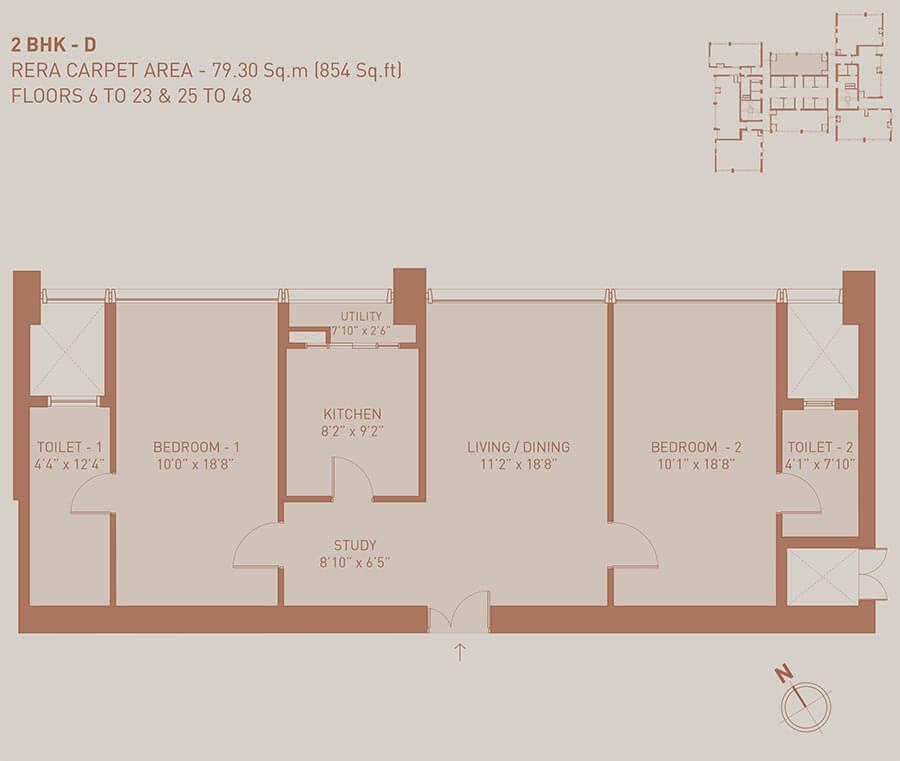 2 BHK - D
RERA CARPET AREA - 79.30 Sq.m (854 Sq.ft)
FLOORS 6 TO 23 & 25 TO 48
UTILITY
7'10" x 2'6"
KITCHEN
8'2" x 9'2"
TOILET - 1
4'4" x 12'4"
BEDROOM - 1
10'0" x 18'8"
LIVING / DINING
11'2" x 18'8"
BEDROOM - 2
10'1" x 18'8"
TOILET - 2
4'1" x 7'10"
STUDY
8'10" x 6'5"
N